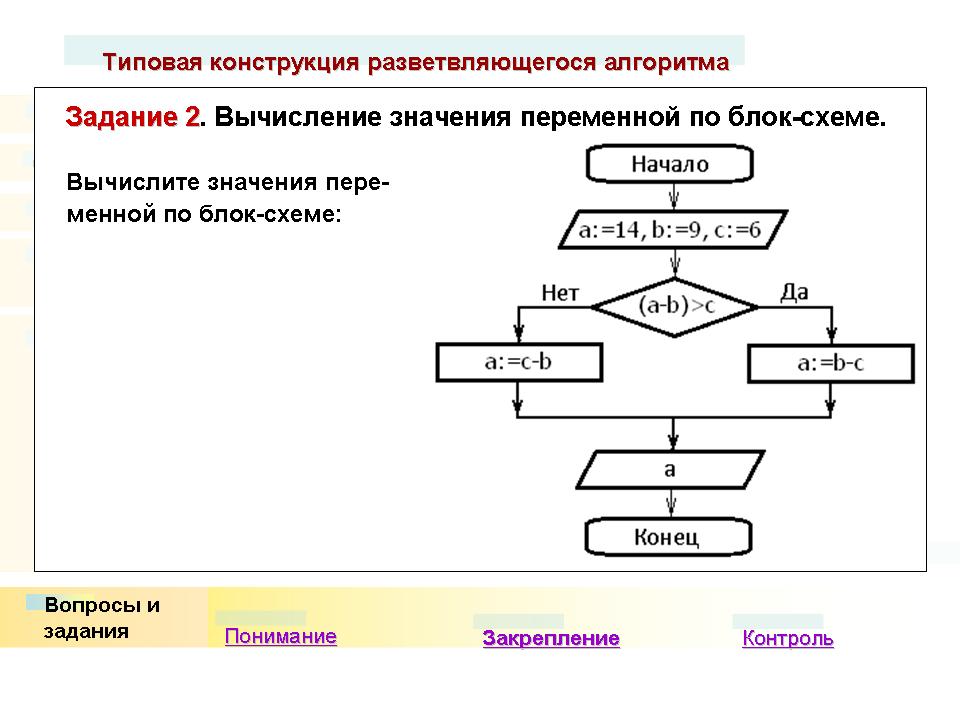 Типовая конструкция разветвляющегося алгоритма
Задание 2. Вычисление значения переменной по блок-схеме.
Вычислите значения пере-
менной по блок-схеме:
Начало
a:=14, b:=9, c:=6
Нет
(a-b)>c
Да
a:=c-b
a:=b-c
a
Конец
Вопросы и
задания
Понимание
Закрепление
Контроль